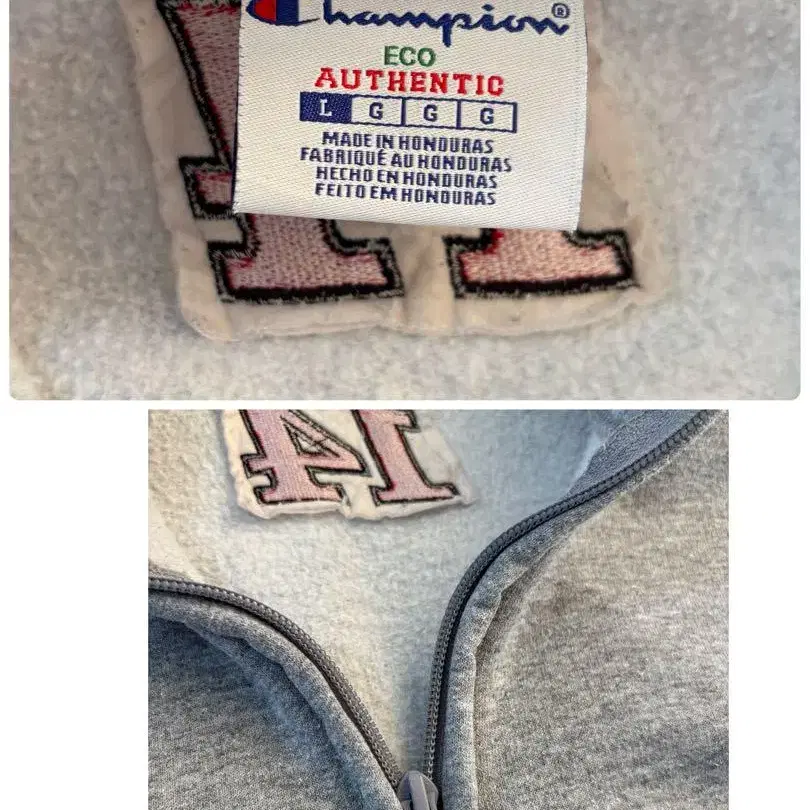 Champion®
ECO
AUTHENTIC
L G G G
MADE IN HONDURAS
FABRIQUÉ AU HONDURAS
HECHO EN HONDURAS
FEITO EM HONDURAS